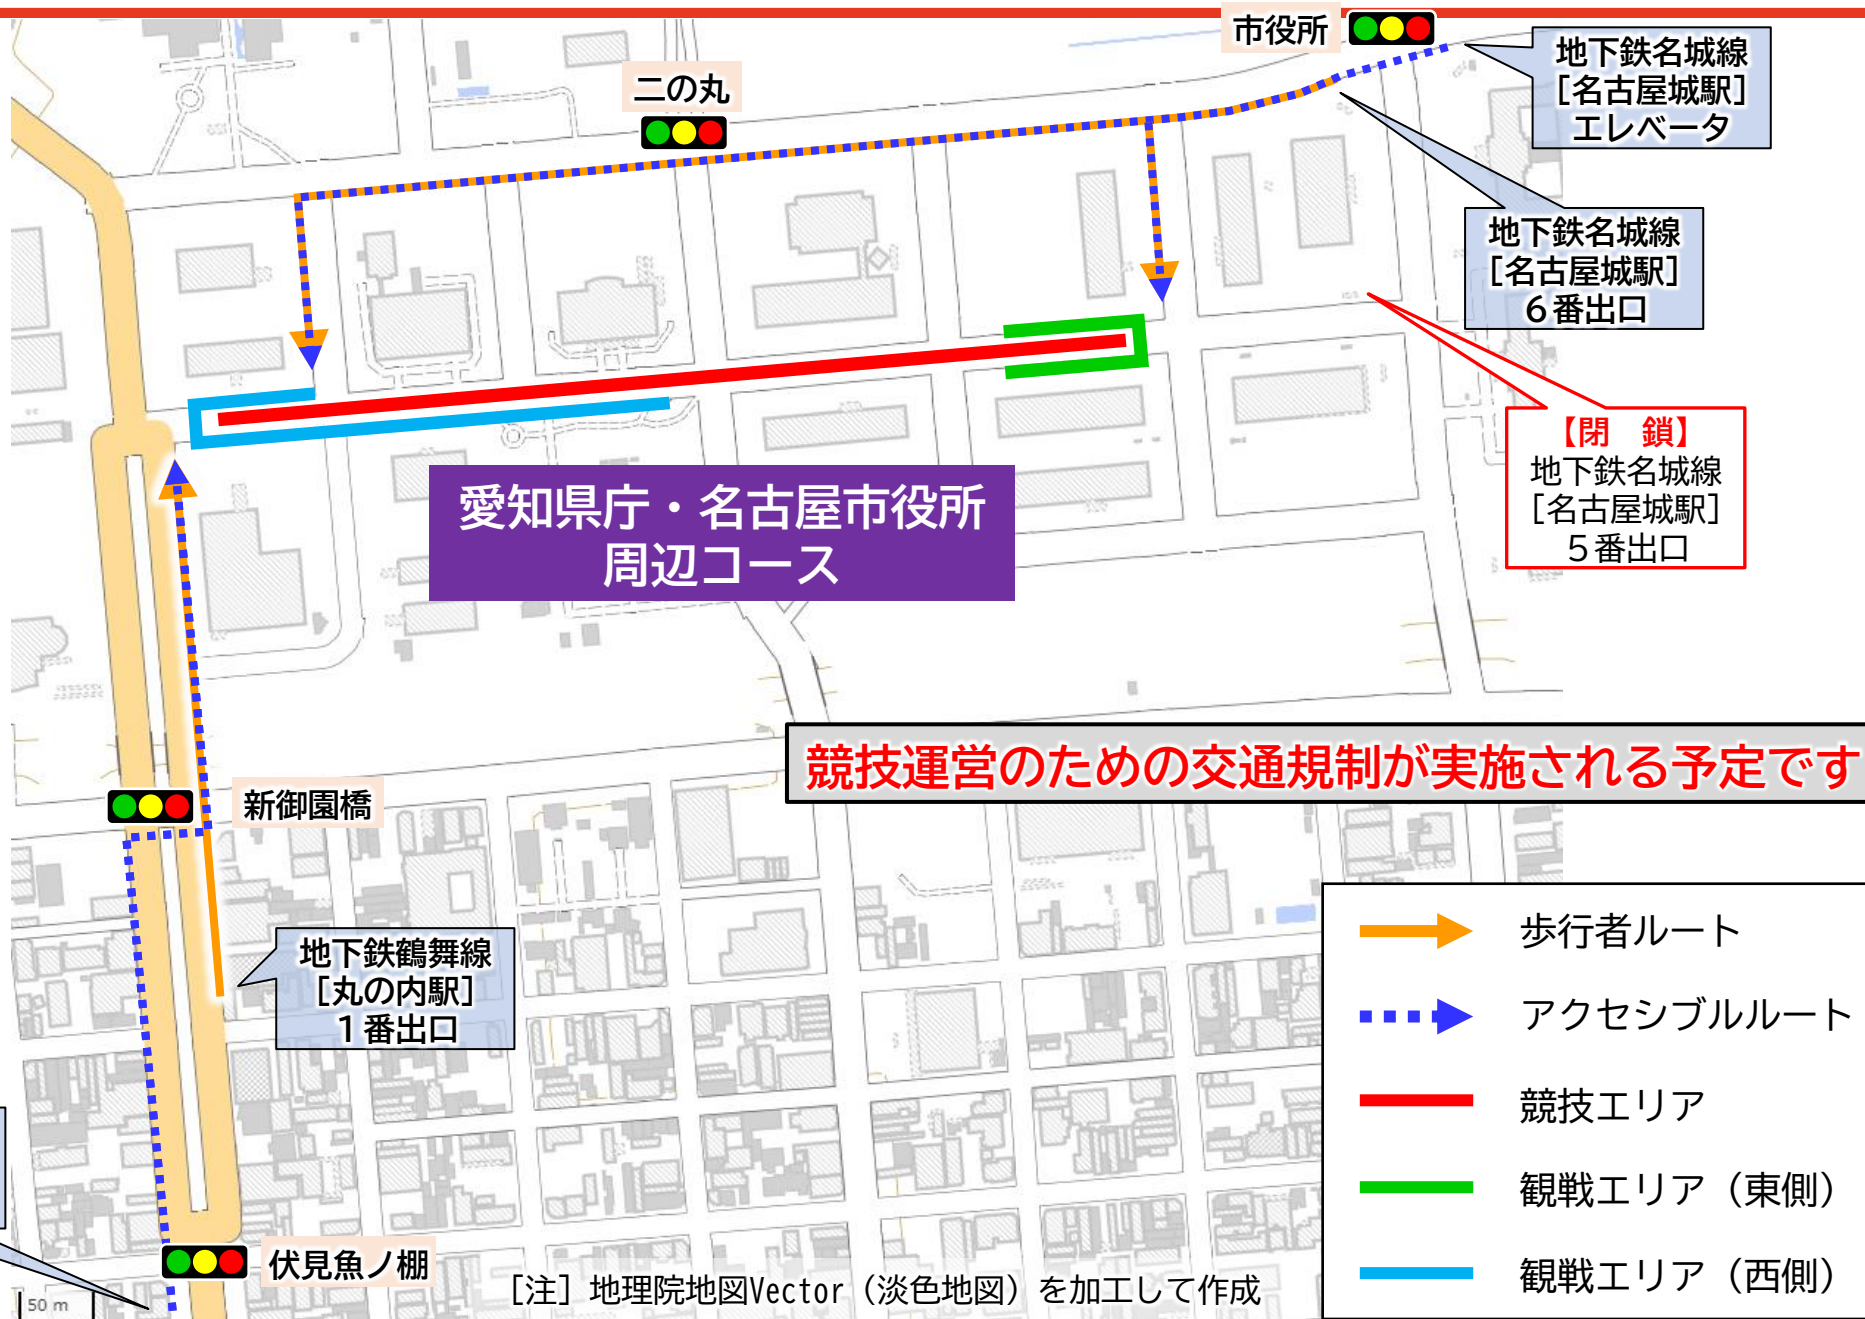 市役所
地下鉄名城線
［名古屋城駅］
エレベータ
二の丸
地下鉄名城線
［名古屋城駅］
６番出口
【閉　鎖】
地下鉄名城線
［名古屋城駅］
５番出口
愛知県庁・名古屋市役所
周辺コース
競技運営のための交通規制が実施される予定です
新御園橋
地下鉄鶴舞線
［丸の内駅］
１番出口
歩行者ルート
アクセシブルルート
競技エリア
観戦エリア（東側）
観戦エリア（西側）
伏見魚ノ棚
［注］地理院地図Vector（淡色地図）を加工して作成
50 m